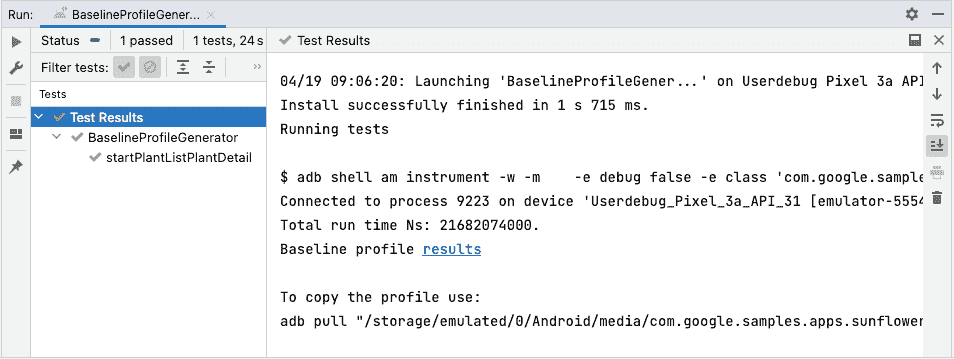 Run: BaselineProfileGener...
Status 1 passed 1 tests, 24 s
Test Results
Filter tests:
Tests
Test Results
BaselineProfileGenerator
startPlantListPlantDetail
04/19 09:06:20: Launching 'BaselineProfileGener...' on Userdebug Pixel 3a API
Install successfully finished in 1 s 715 ms.
Running tests
$ adb shell am instrument -w -m    -e debug false -e class 'com.google.sample
Connected to process 9223 on device 'Userdebug_Pixel_3a_API_31 [emulator-5554
Total run time Ns: 21682074000.
Baseline profile results
To copy the profile use:
adb pull "/storage/emulated/0/Android/media/com.google.samples.apps.sunflower